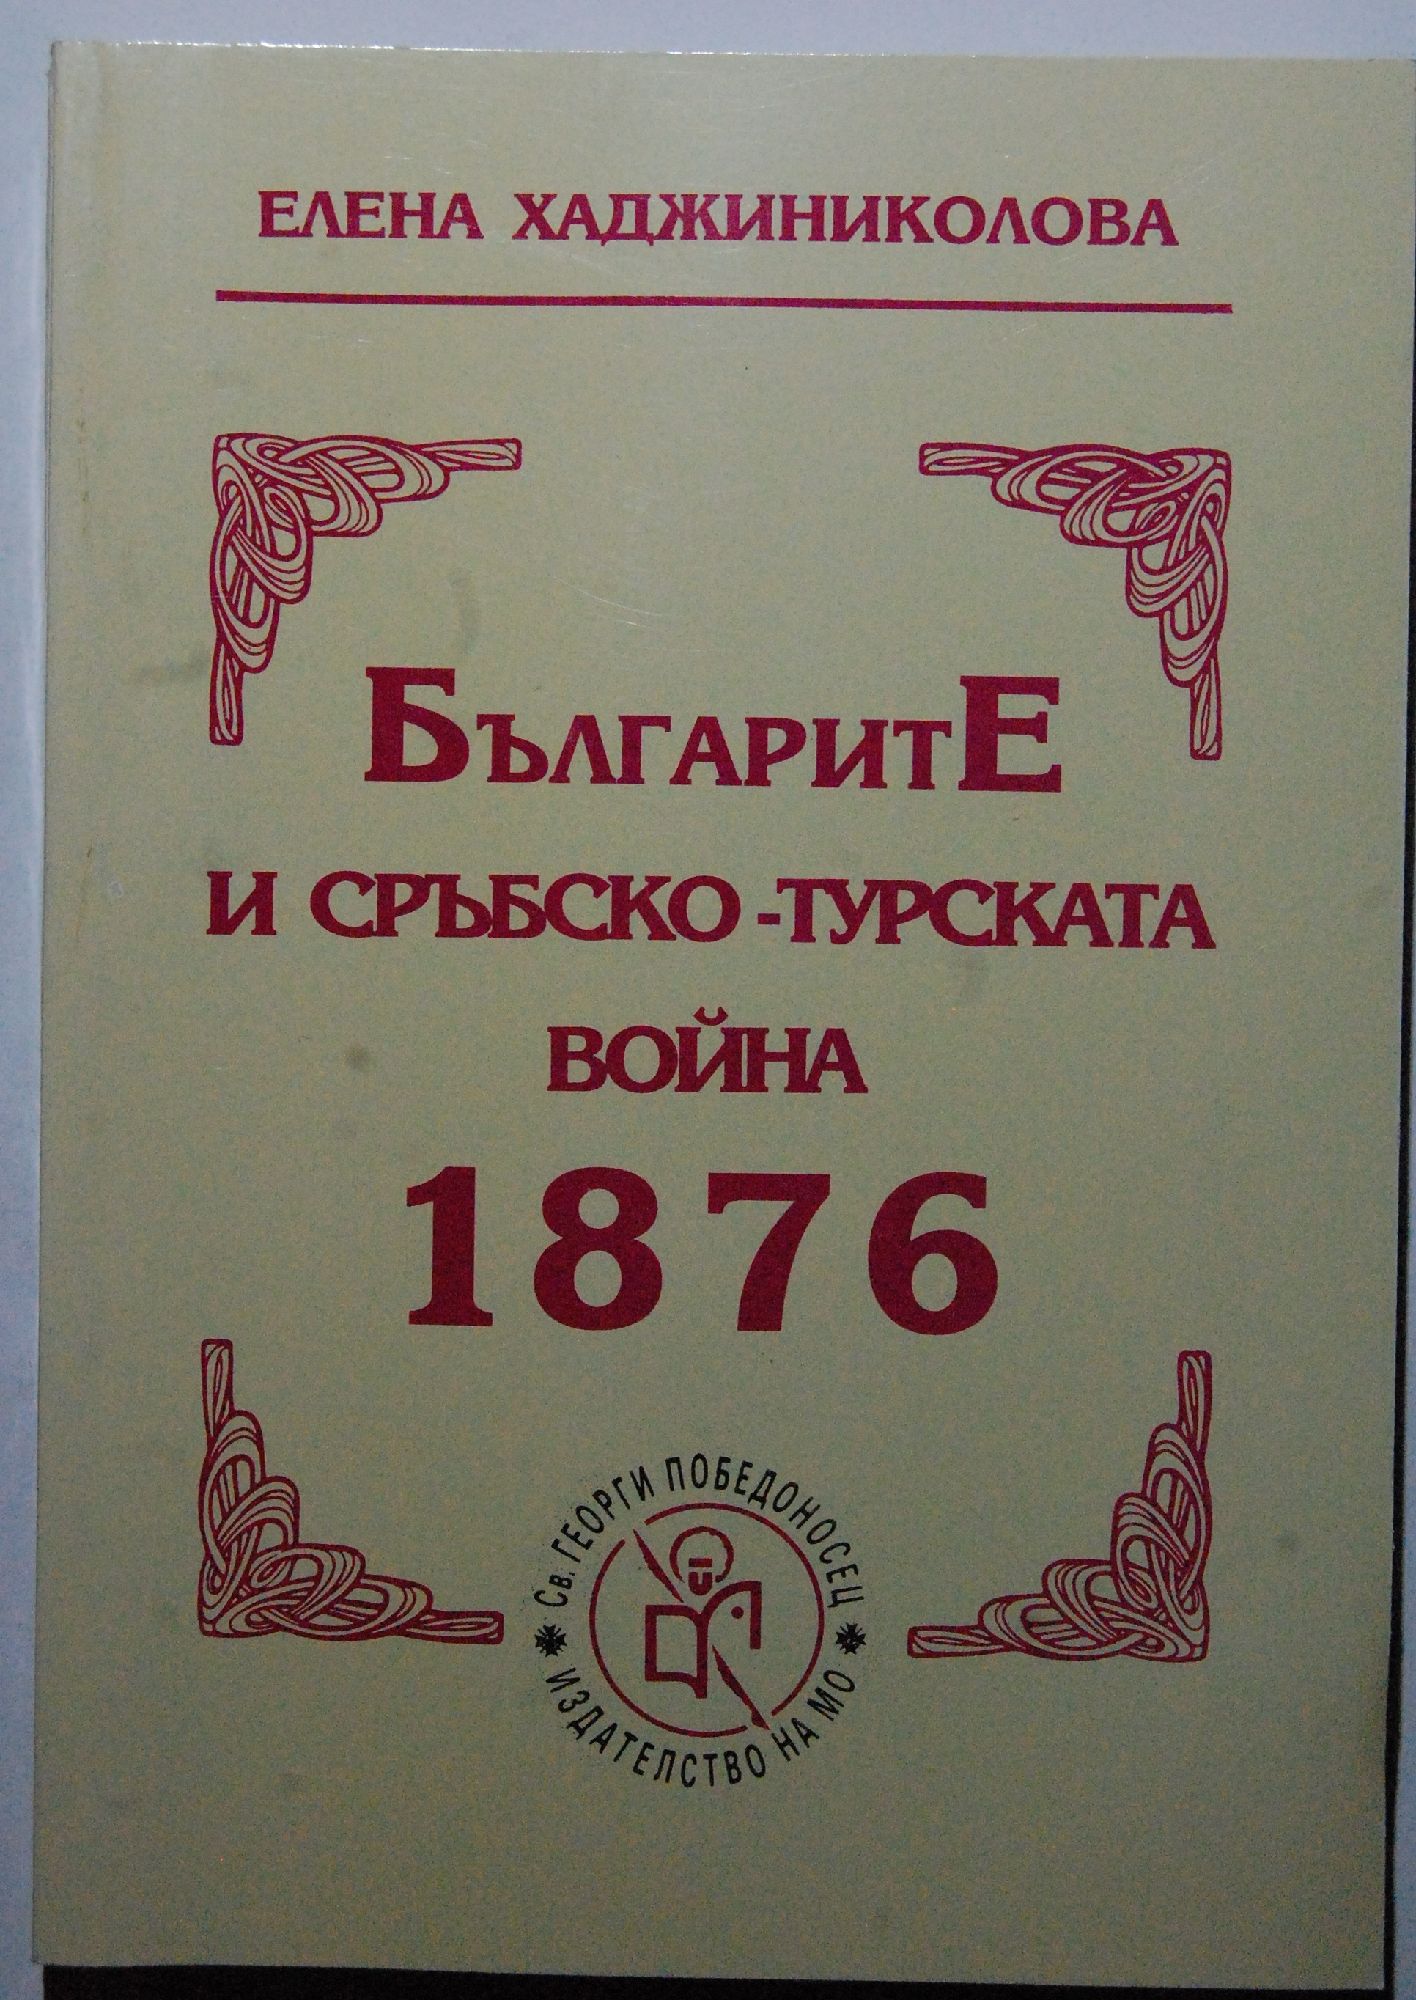 ЕЛЕНА ХАДЖИНИКОЛОВА
БЪЛГАРИТЕ
И СРЪБСКО-ТУРСКАТА
ВОЙНА
1876
Св. ГЕОРГИ ПОБЕДОНОСЕЦ
ИЗДАТЕЛСТВО НА МО